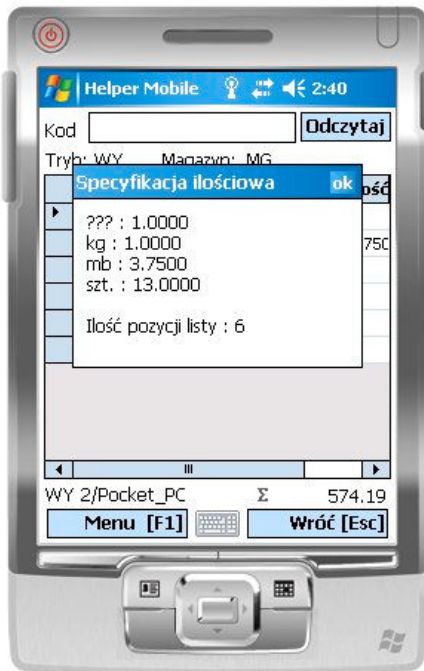 Helper Mobile 2:40
Kod Odczytaj
Tryb: WY Magazyn: MG
Specyfikacja ilościowa ok
ość
??? : 1.0000
kg : 1.0000
750
mb : 3.7500
szt. : 13.0000
Ilość pozycji listy : 6
WY 2/Pocket_PC Σ 574.19
Menu [F1] Wróć [Esc]